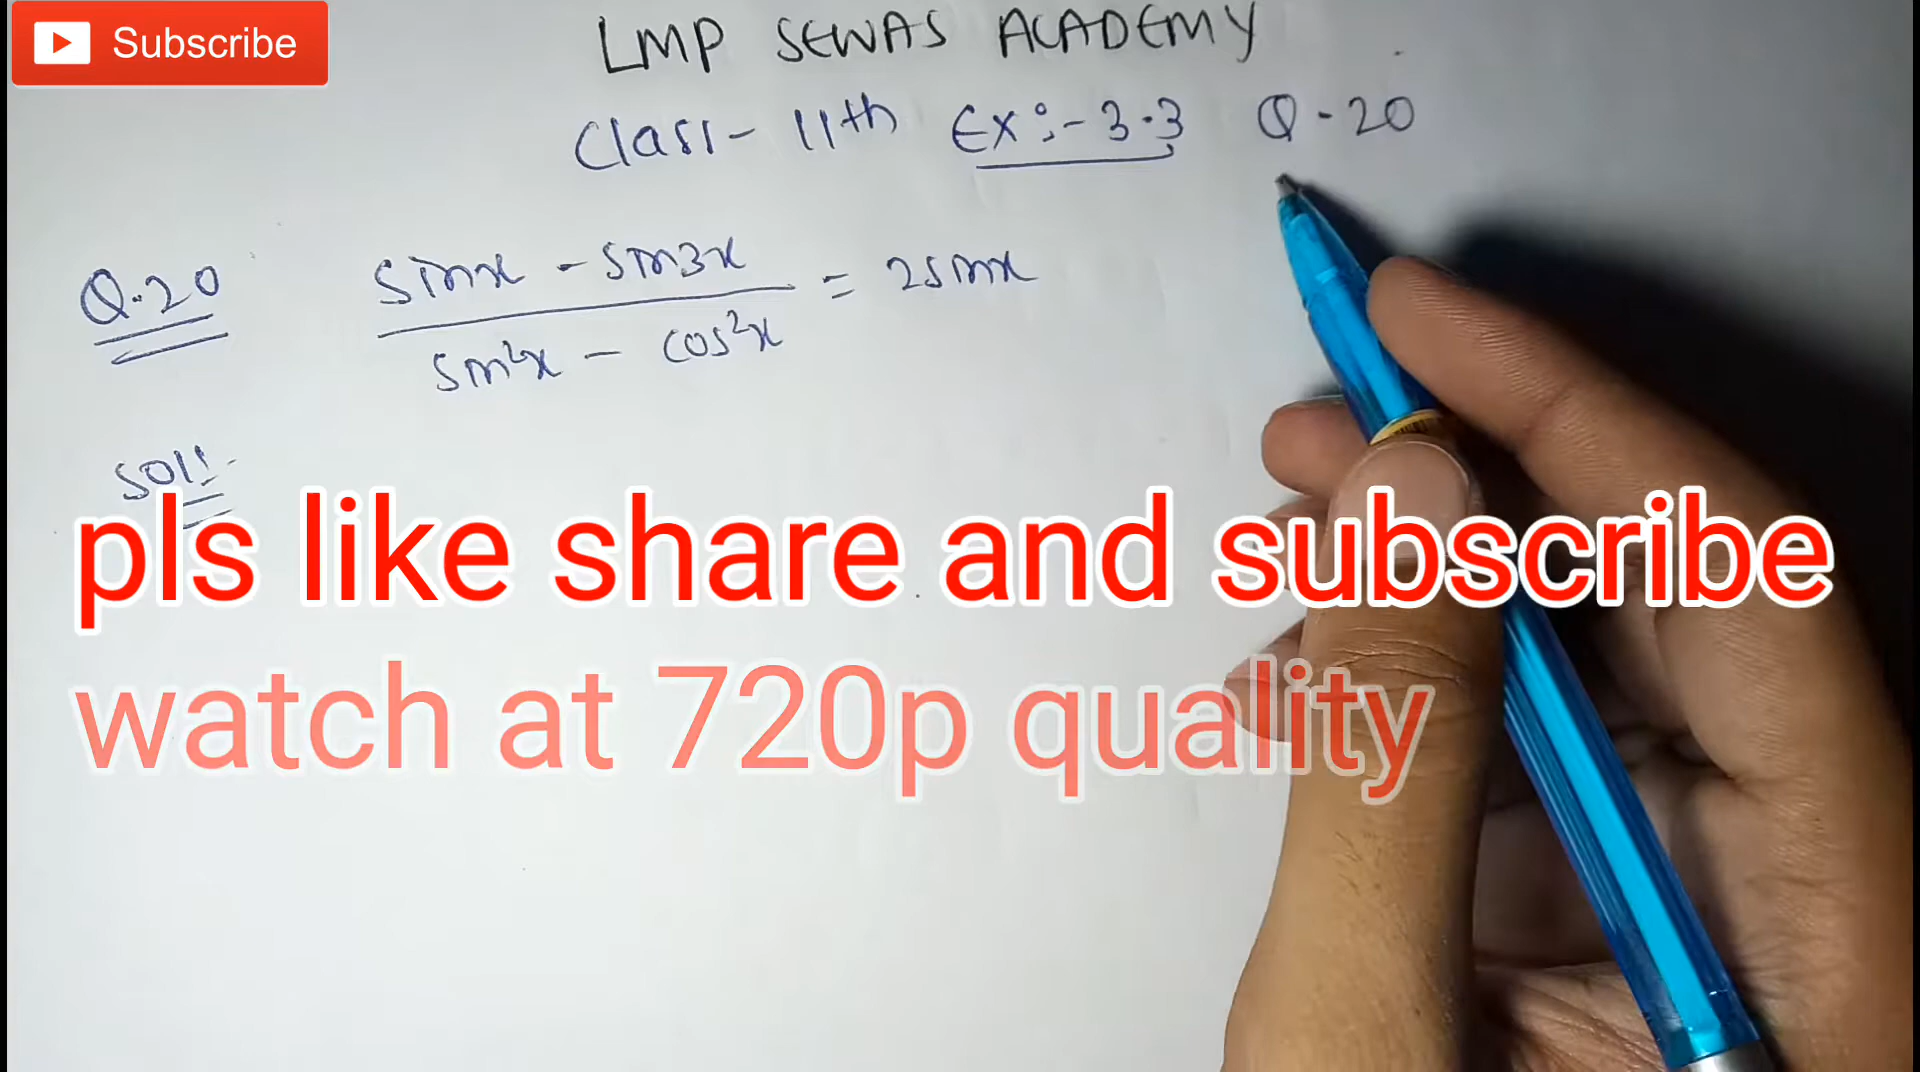 Subscribe
LMP SEWAS ACADEMY
Class- 11th Ex:-3.3 Q-20
Q.20 sinx - sin3x / sin²x - cos²x = 2sinx
Sol:-
pls like share and subscribe
watch at 720p quality